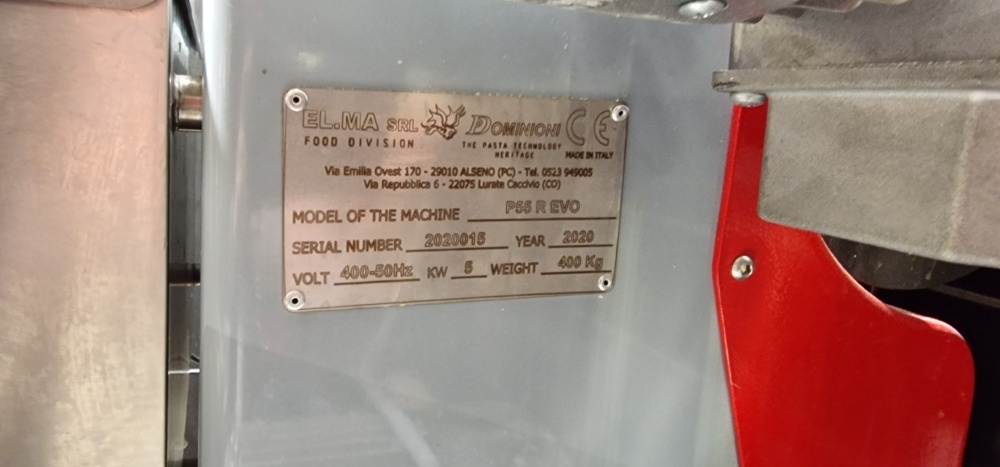 EL.MA SRL DOMINIONI CE
FOOD DIVISION THE PASTA TECHNOLOGY
HERITAGE MADE IN ITALY
Via Emilia Ovest 170 - 29010 ALSENO (PC) - Tel. 0523 949005
Via Repubblica 6 - 22075 Lurate Caccivio (CO)
MODEL OF THE MACHINE P55 R EVO
SERIAL NUMBER 2020015 YEAR 2020
VOLT 400-50Hz KW 5 WEIGHT 400 Kg